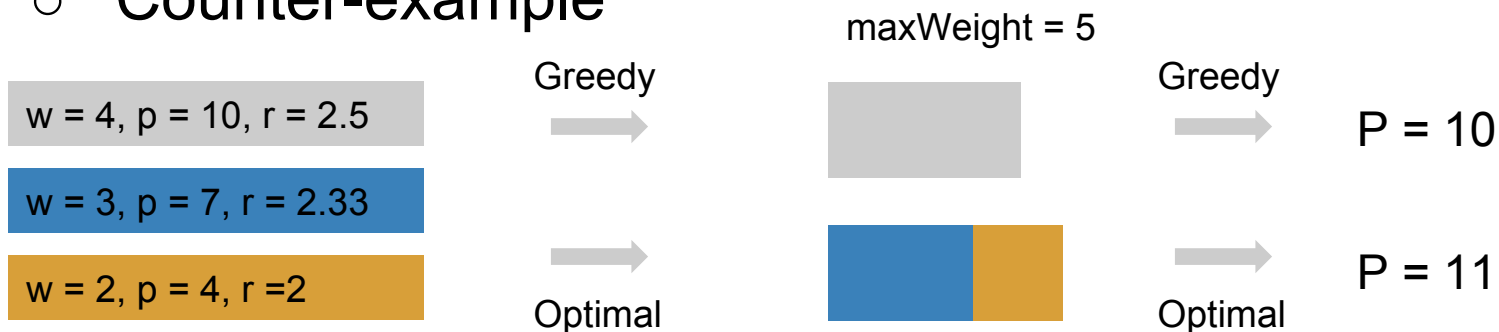 ○ Counter-example
maxWeight = 5
Greedy
Greedy
w = 4, p = 10, r = 2.5
P = 10
w = 3, p = 7, r = 2.33
w = 2, p = 4, r =2
P = 11
Optimal
Optimal